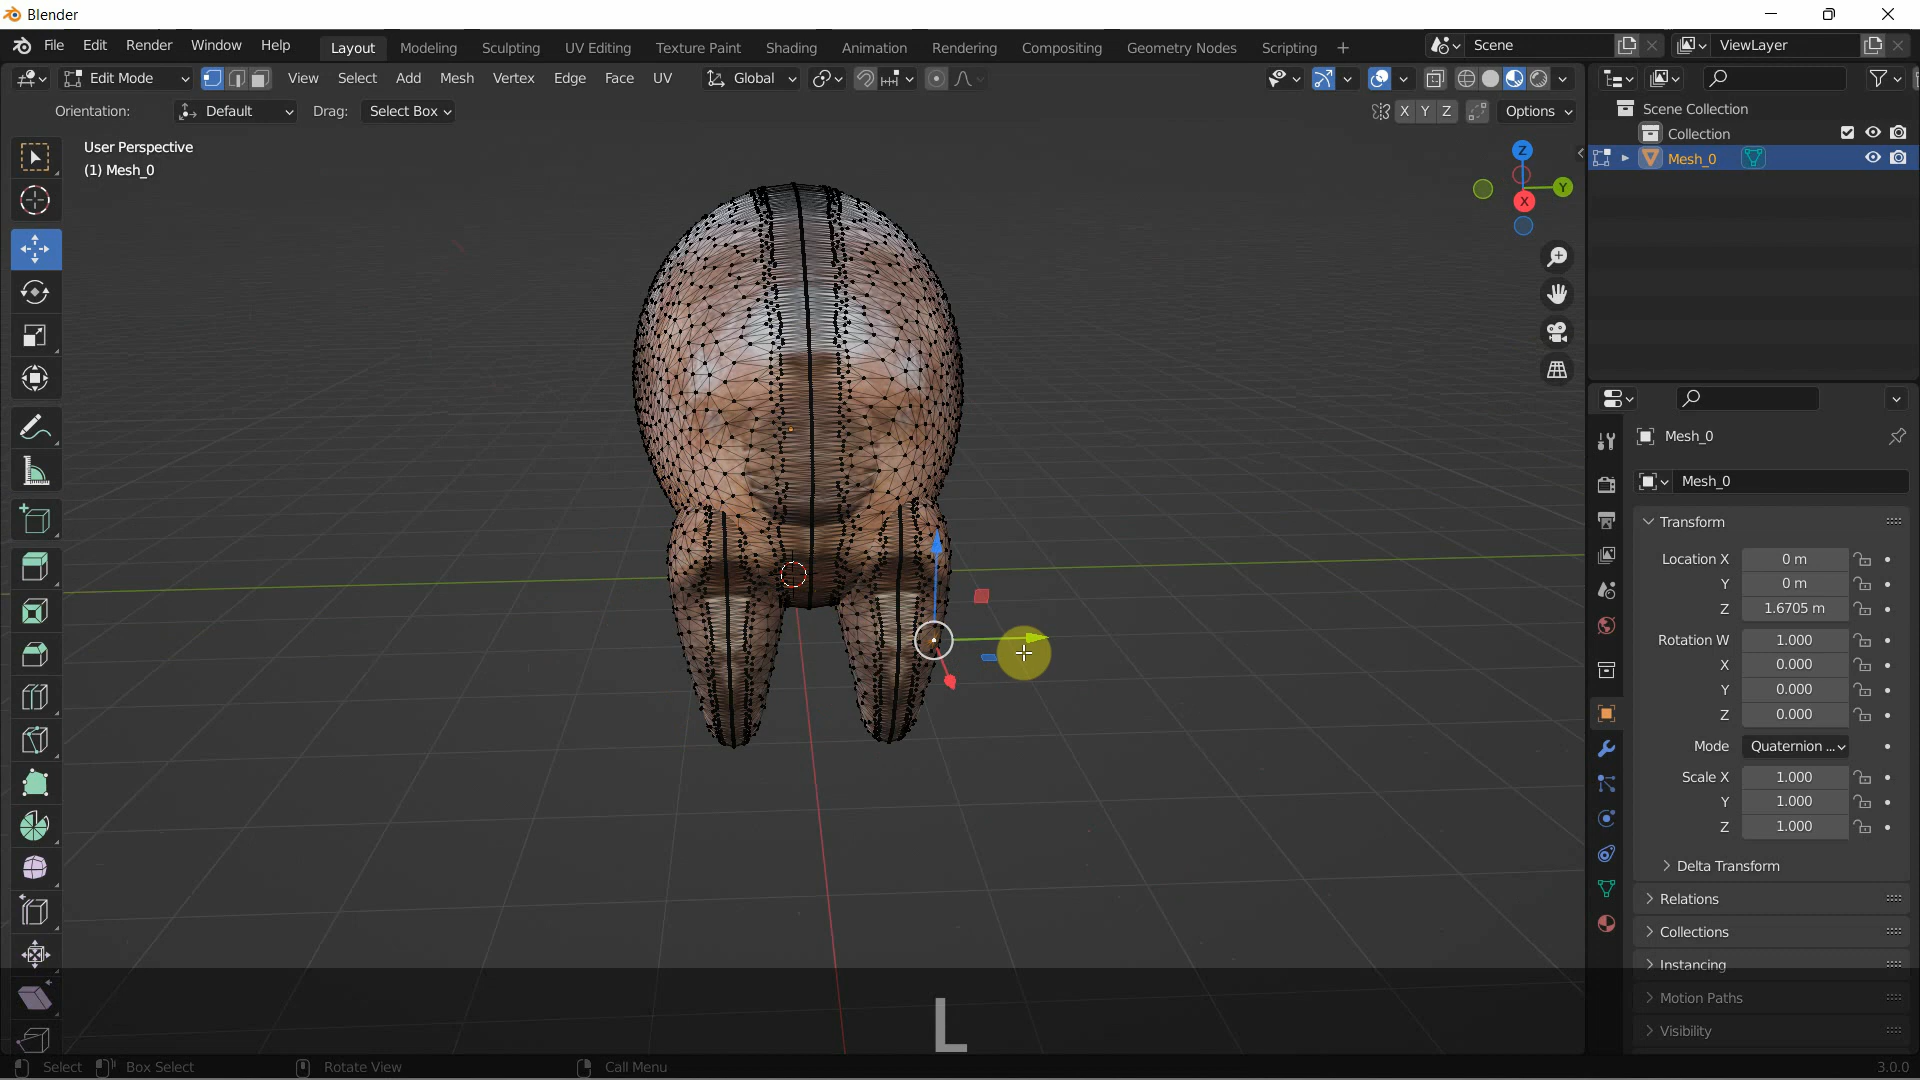 Blender
File Edit Render Window Help Layout Modeling Sculpting UV Editing Texture Paint Shading Animation Rendering Compositing Geometry Nodes Scripting + Scene ViewLayer
Edit Mode View Select Add Mesh Vertex Edge Face UV Global
Orientation: Default Drag: Select Box X Y Z Options
User Perspective
(1) Mesh_0
Z
Y
X
Scene Collection
Collection
Mesh_0
Mesh_0
Mesh_0
Transform
Location X 0 m
Y 0 m
Z 1.6705 m
Rotation W 1.000
X 0.000
Y 0.000
Z 0.000
Mode Quaternion ...
Scale X 1.000
Y 1.000
Z 1.000
Delta Transform
Relations
Collections
Instancing
Motion Paths
Visibility
L
Select Box Select Rotate View Call Menu 3.0.0